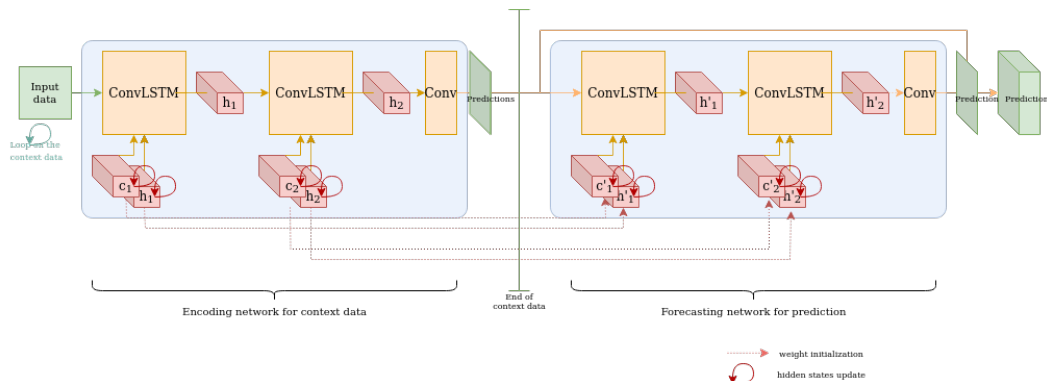 Input
data
Loop on the
context data
ConvLSTM
h1
ConvLSTM
h2
Conv
Predictions
c1
h1
c2
h2
ConvLSTM
h'1
ConvLSTM
h'2
Conv
Prediction
Prediction
c'1
h'1
c'2
h'2
End of
context data
Encoding network for context data
Forecasting network for prediction
weight initialization
hidden states update